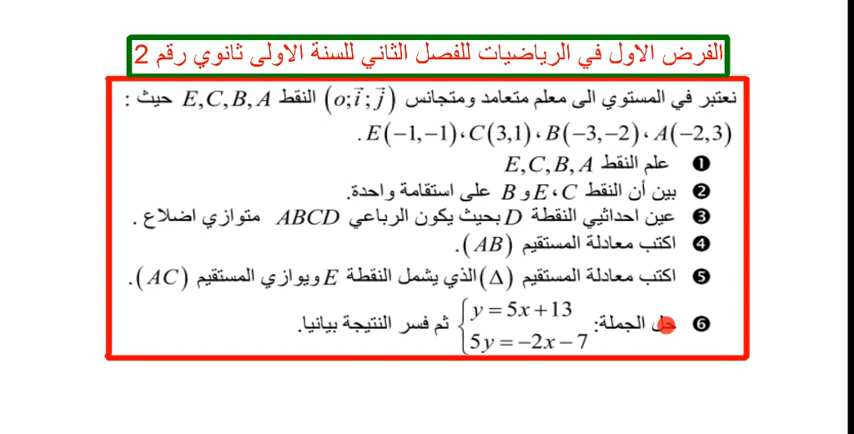 الفرض الاول في الرياضيات للفصل الثاني للسنة الاولى ثانوي رقم 2
نعتبر في المستوي الى معلم متعامد ومتجانس (o;i⃗;j⃗) النقط E,C,B,A حيث :
E(−1,−1)، C(3,1)، B(−3,−2)، A(−2,3).
❶ علم النقط E,C,B,A
❷ بين أن النقط E،C و B على استقامة واحدة.
❸ عين احداثيي النقطة D بحيث يكون الرباعي ABCD متوازي اضلاع .
❹ اكتب معادلة المستقيم (AB).
❺ اكتب معادلة المستقيم (Δ) الذي يشمل النقطة E ويوازي المستقيم (AC).
❻ حل الجملة: {y = 5x + 13
5y = −2x − 7 ثم فسر النتيجة بيانيا.